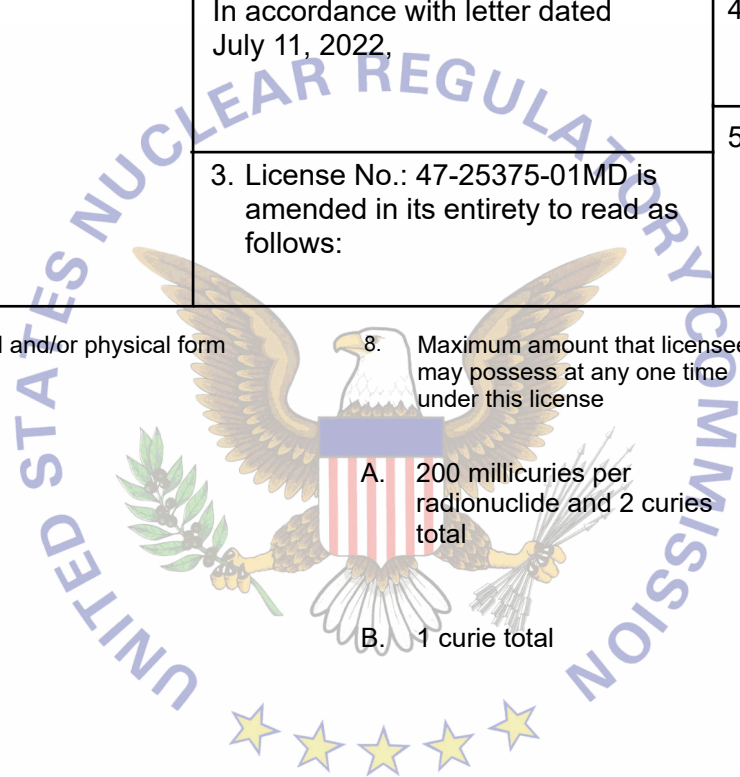 In accordance with letter dated
July 11, 2022,
4
5
3. License No.: 47-25375-01MD is
amended in its entirety to read as
follows:
and/or physical form
8. Maximum amount that licensee
may possess at any one time
under this license
A. 200 millicuries per
radionuclide and 2 curies
total
B. 1 curie total
UNITED STATES NUCLEAR REGULATORY COMMISSION